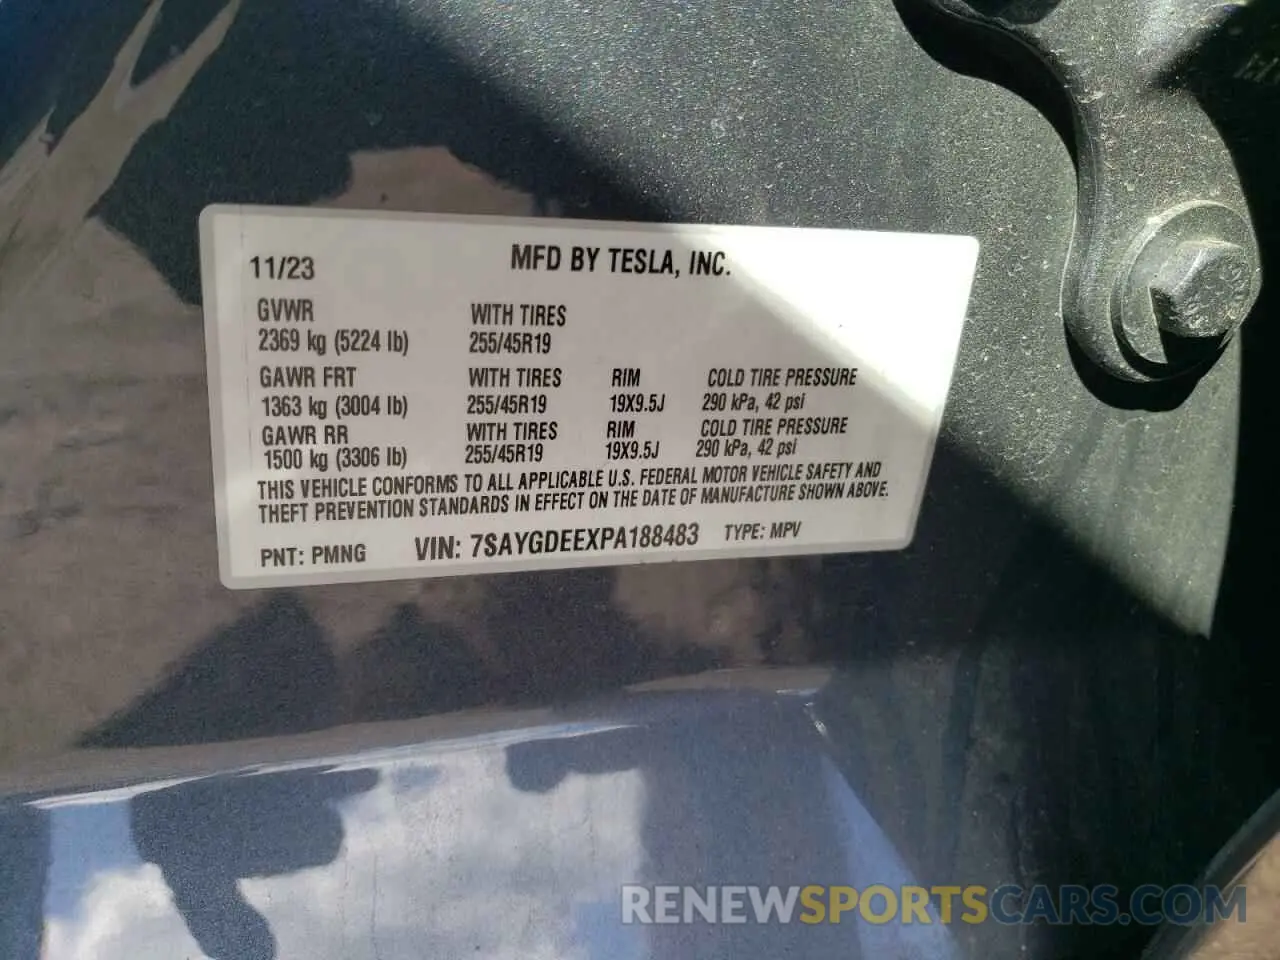 11/23 MFD BY TESLA, INC.
GVWR WITH TIRES
2369 kg (5224 lb) 255/45R19
GAWR FRT WITH TIRES RIM COLD TIRE PRESSURE
1363 kg (3004 lb) 255/45R19 19X9.5J 290 kPa, 42 psi
GAWR RR WITH TIRES RIM COLD TIRE PRESSURE
1500 kg (3306 lb) 255/45R19 19X9.5J 290 kPa, 42 psi
THIS VEHICLE CONFORMS TO ALL APPLICABLE U.S. FEDERAL MOTOR VEHICLE SAFETY AND
THEFT PREVENTION STANDARDS IN EFFECT ON THE DATE OF MANUFACTURE SHOWN ABOVE.
PNT: PMNG VIN: 7SAYGDEEXPA188483 TYPE: MPV
RENEWSPORTSCARS.COM